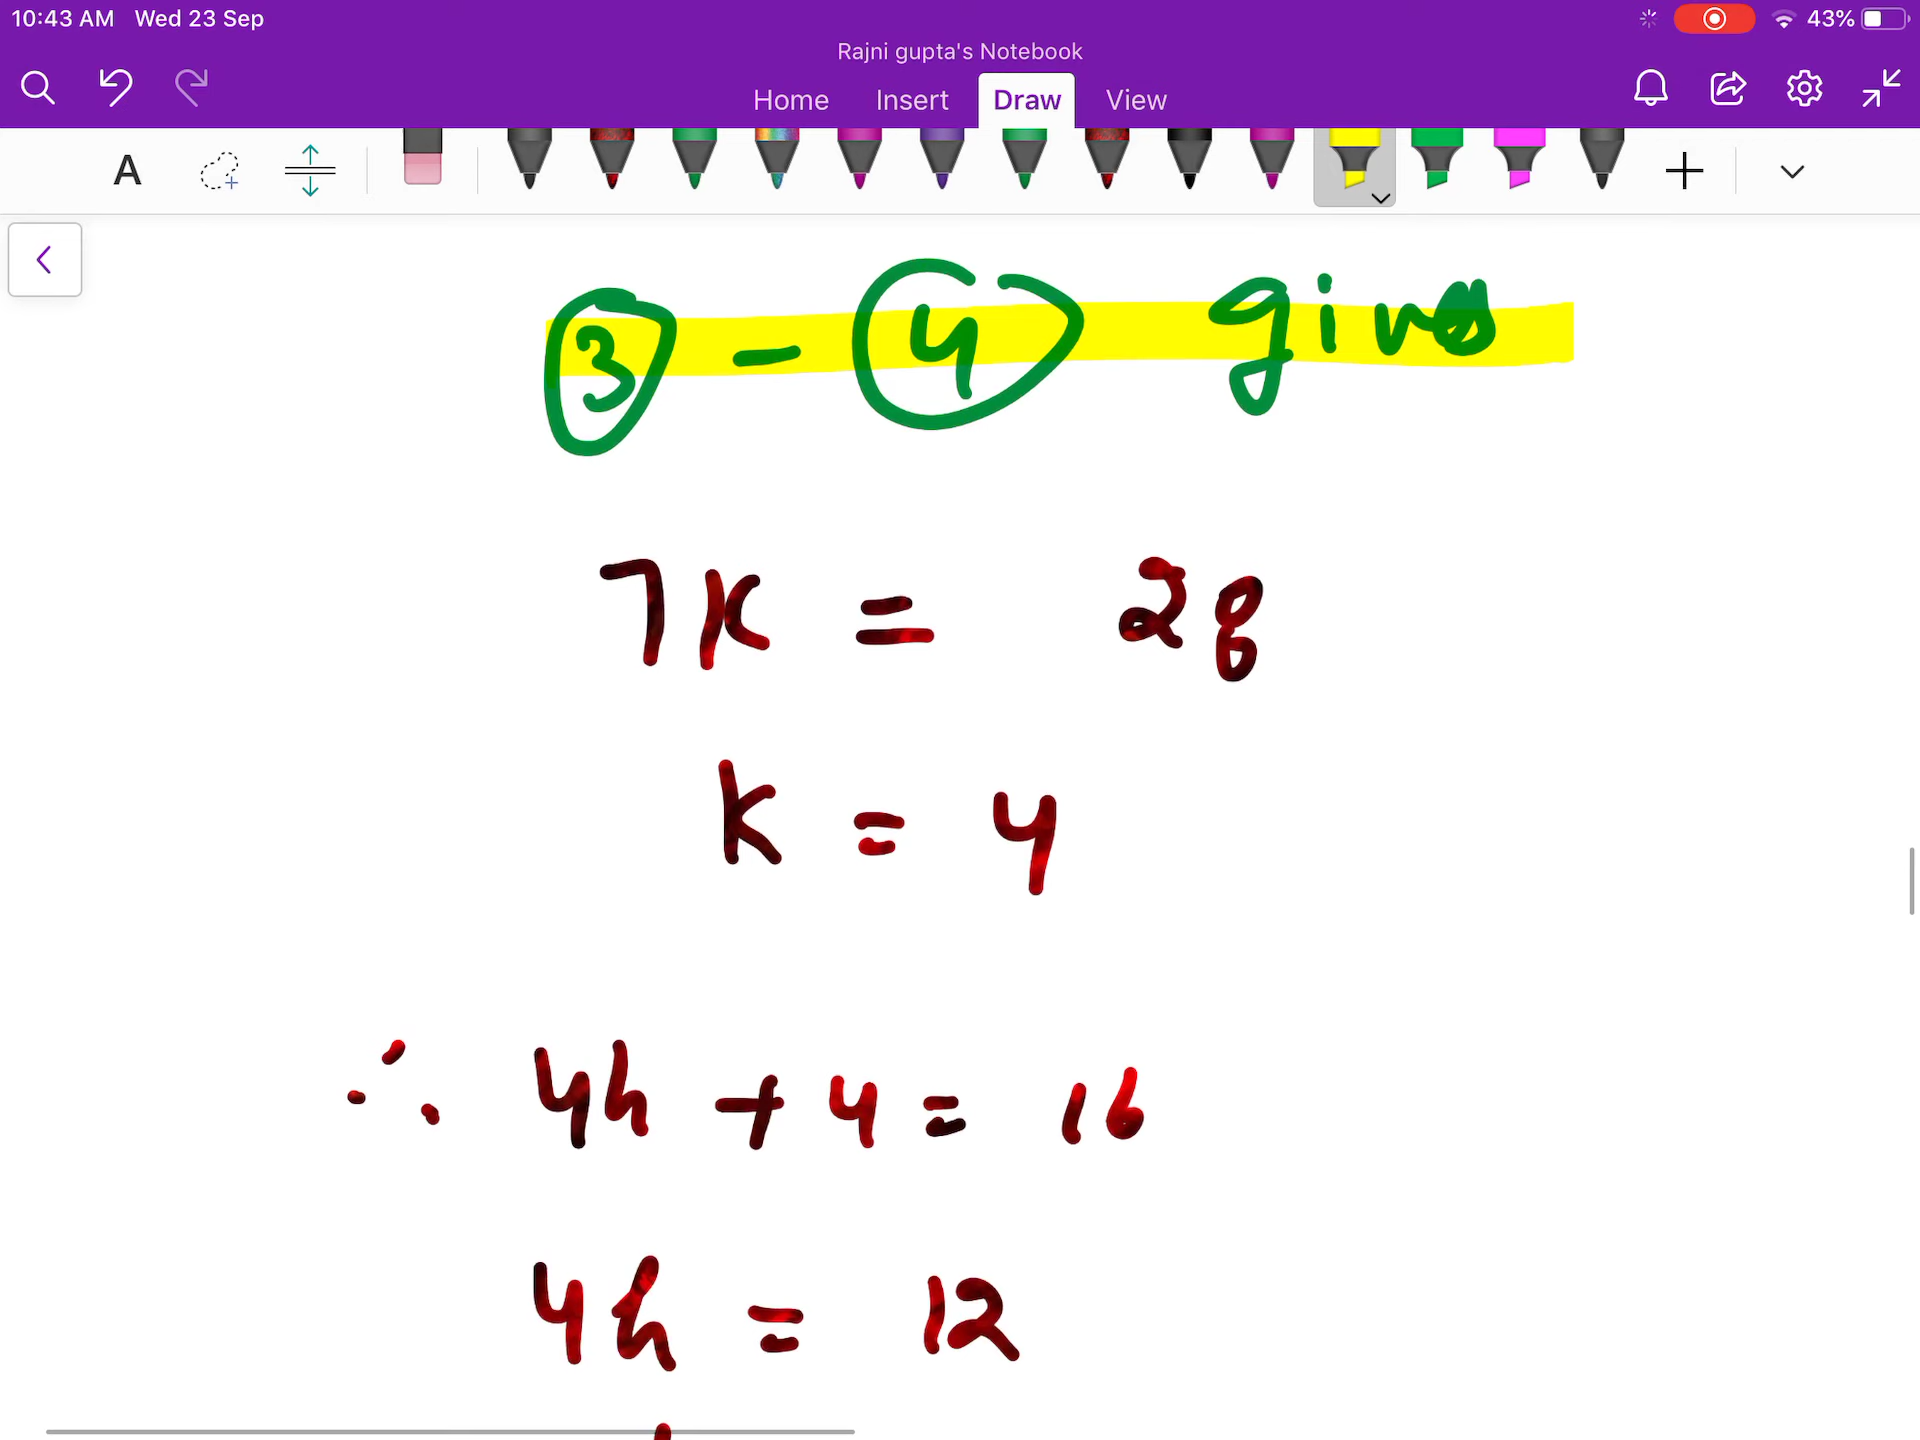 10:43 AM Wed 23 Sep 43%
Rajni gupta's Notebook
Home Insert Draw View
A
③ - ④ gives
7k = 28
k = 4
∴ 4h + 4 = 16
4h = 12